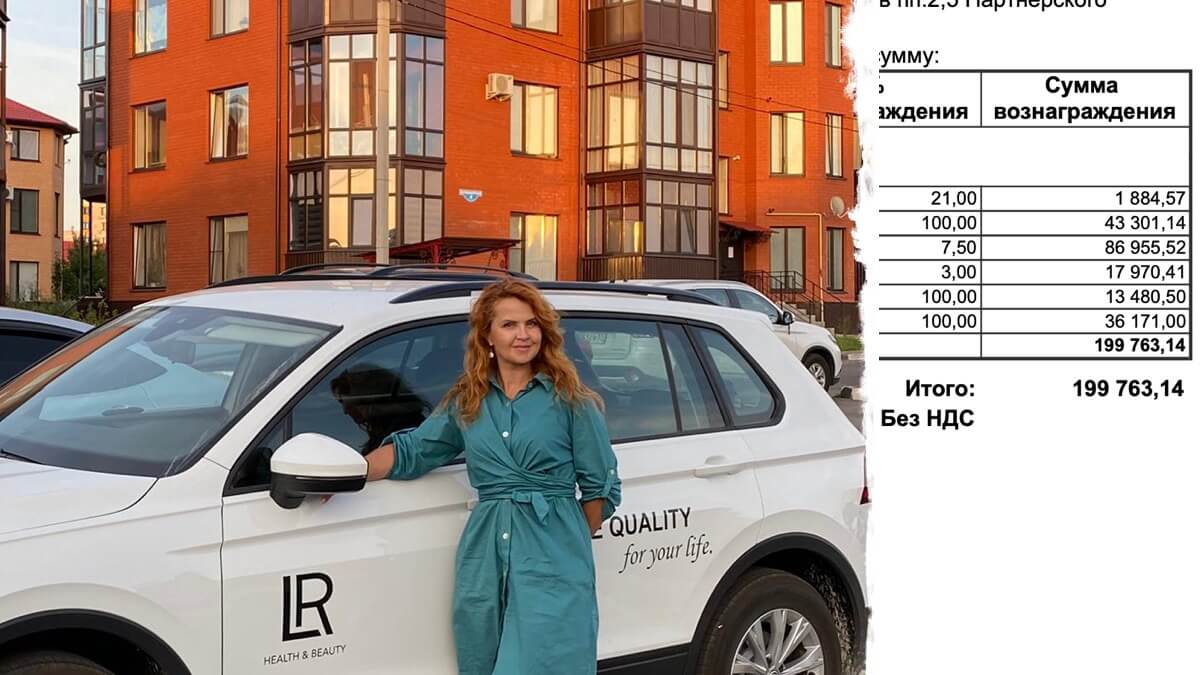 LR
HEALTH & BEAUTY
QUALITY
for your life.
в пп.2,5 Партнерского
сумму:
Сумма
аждения вознаграждения
21,00 1 884,57
100,00 43 301,14
7,50 86 955,52
3,00 17 970,41
100,00 13 480,50
100,00 36 171,00
199 763,14
Итого: 199 763,14
Без НДС